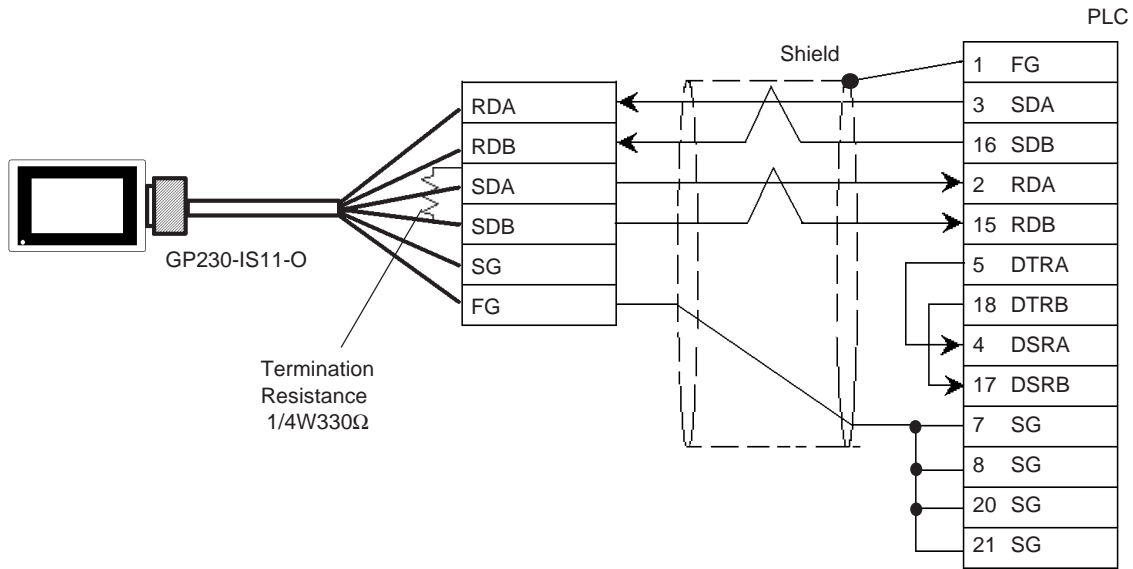 PLC
Shield
1 FG
3 SDA
16 SDB
2 RDA
15 RDB
5 DTRA
18 DTRB
4 DSRA
17 DSRB
7 SG
8 SG
20 SG
21 SG
RDA
RDB
SDA
SDB
SG
FG
GP230-IS11-O
Termination
Resistance
1/4W330Ω